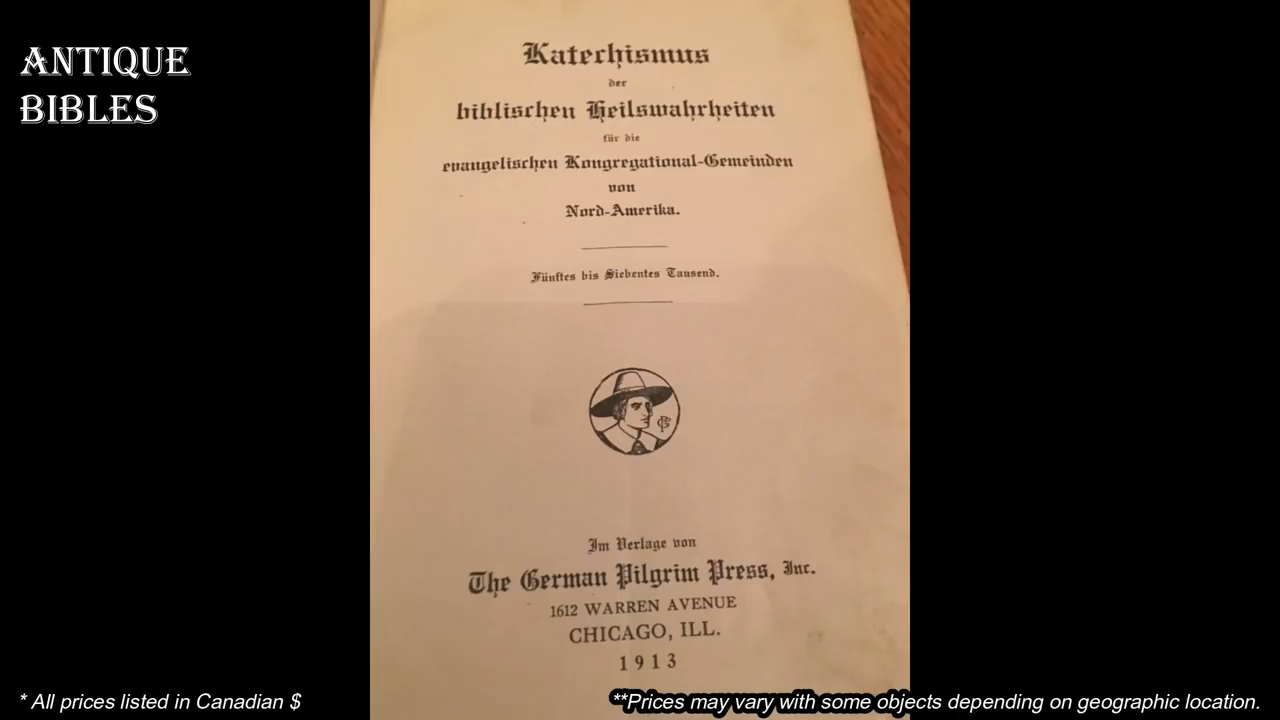 ANTIQUE
BIBLES
Katechismus
der
biblischen Heilswahrheiten
für die
evangelischen Kongregational-Gemeinden
von
Nord-Amerika.
Fünftes bis Siebentes Tausend.
Im Verlage von
The German Pilgrim Press, Inc.
1612 WARREN AVENUE
CHICAGO, ILL.
1913
* All prices listed in Canadian $
**Prices may vary with some objects depending on geographic location.